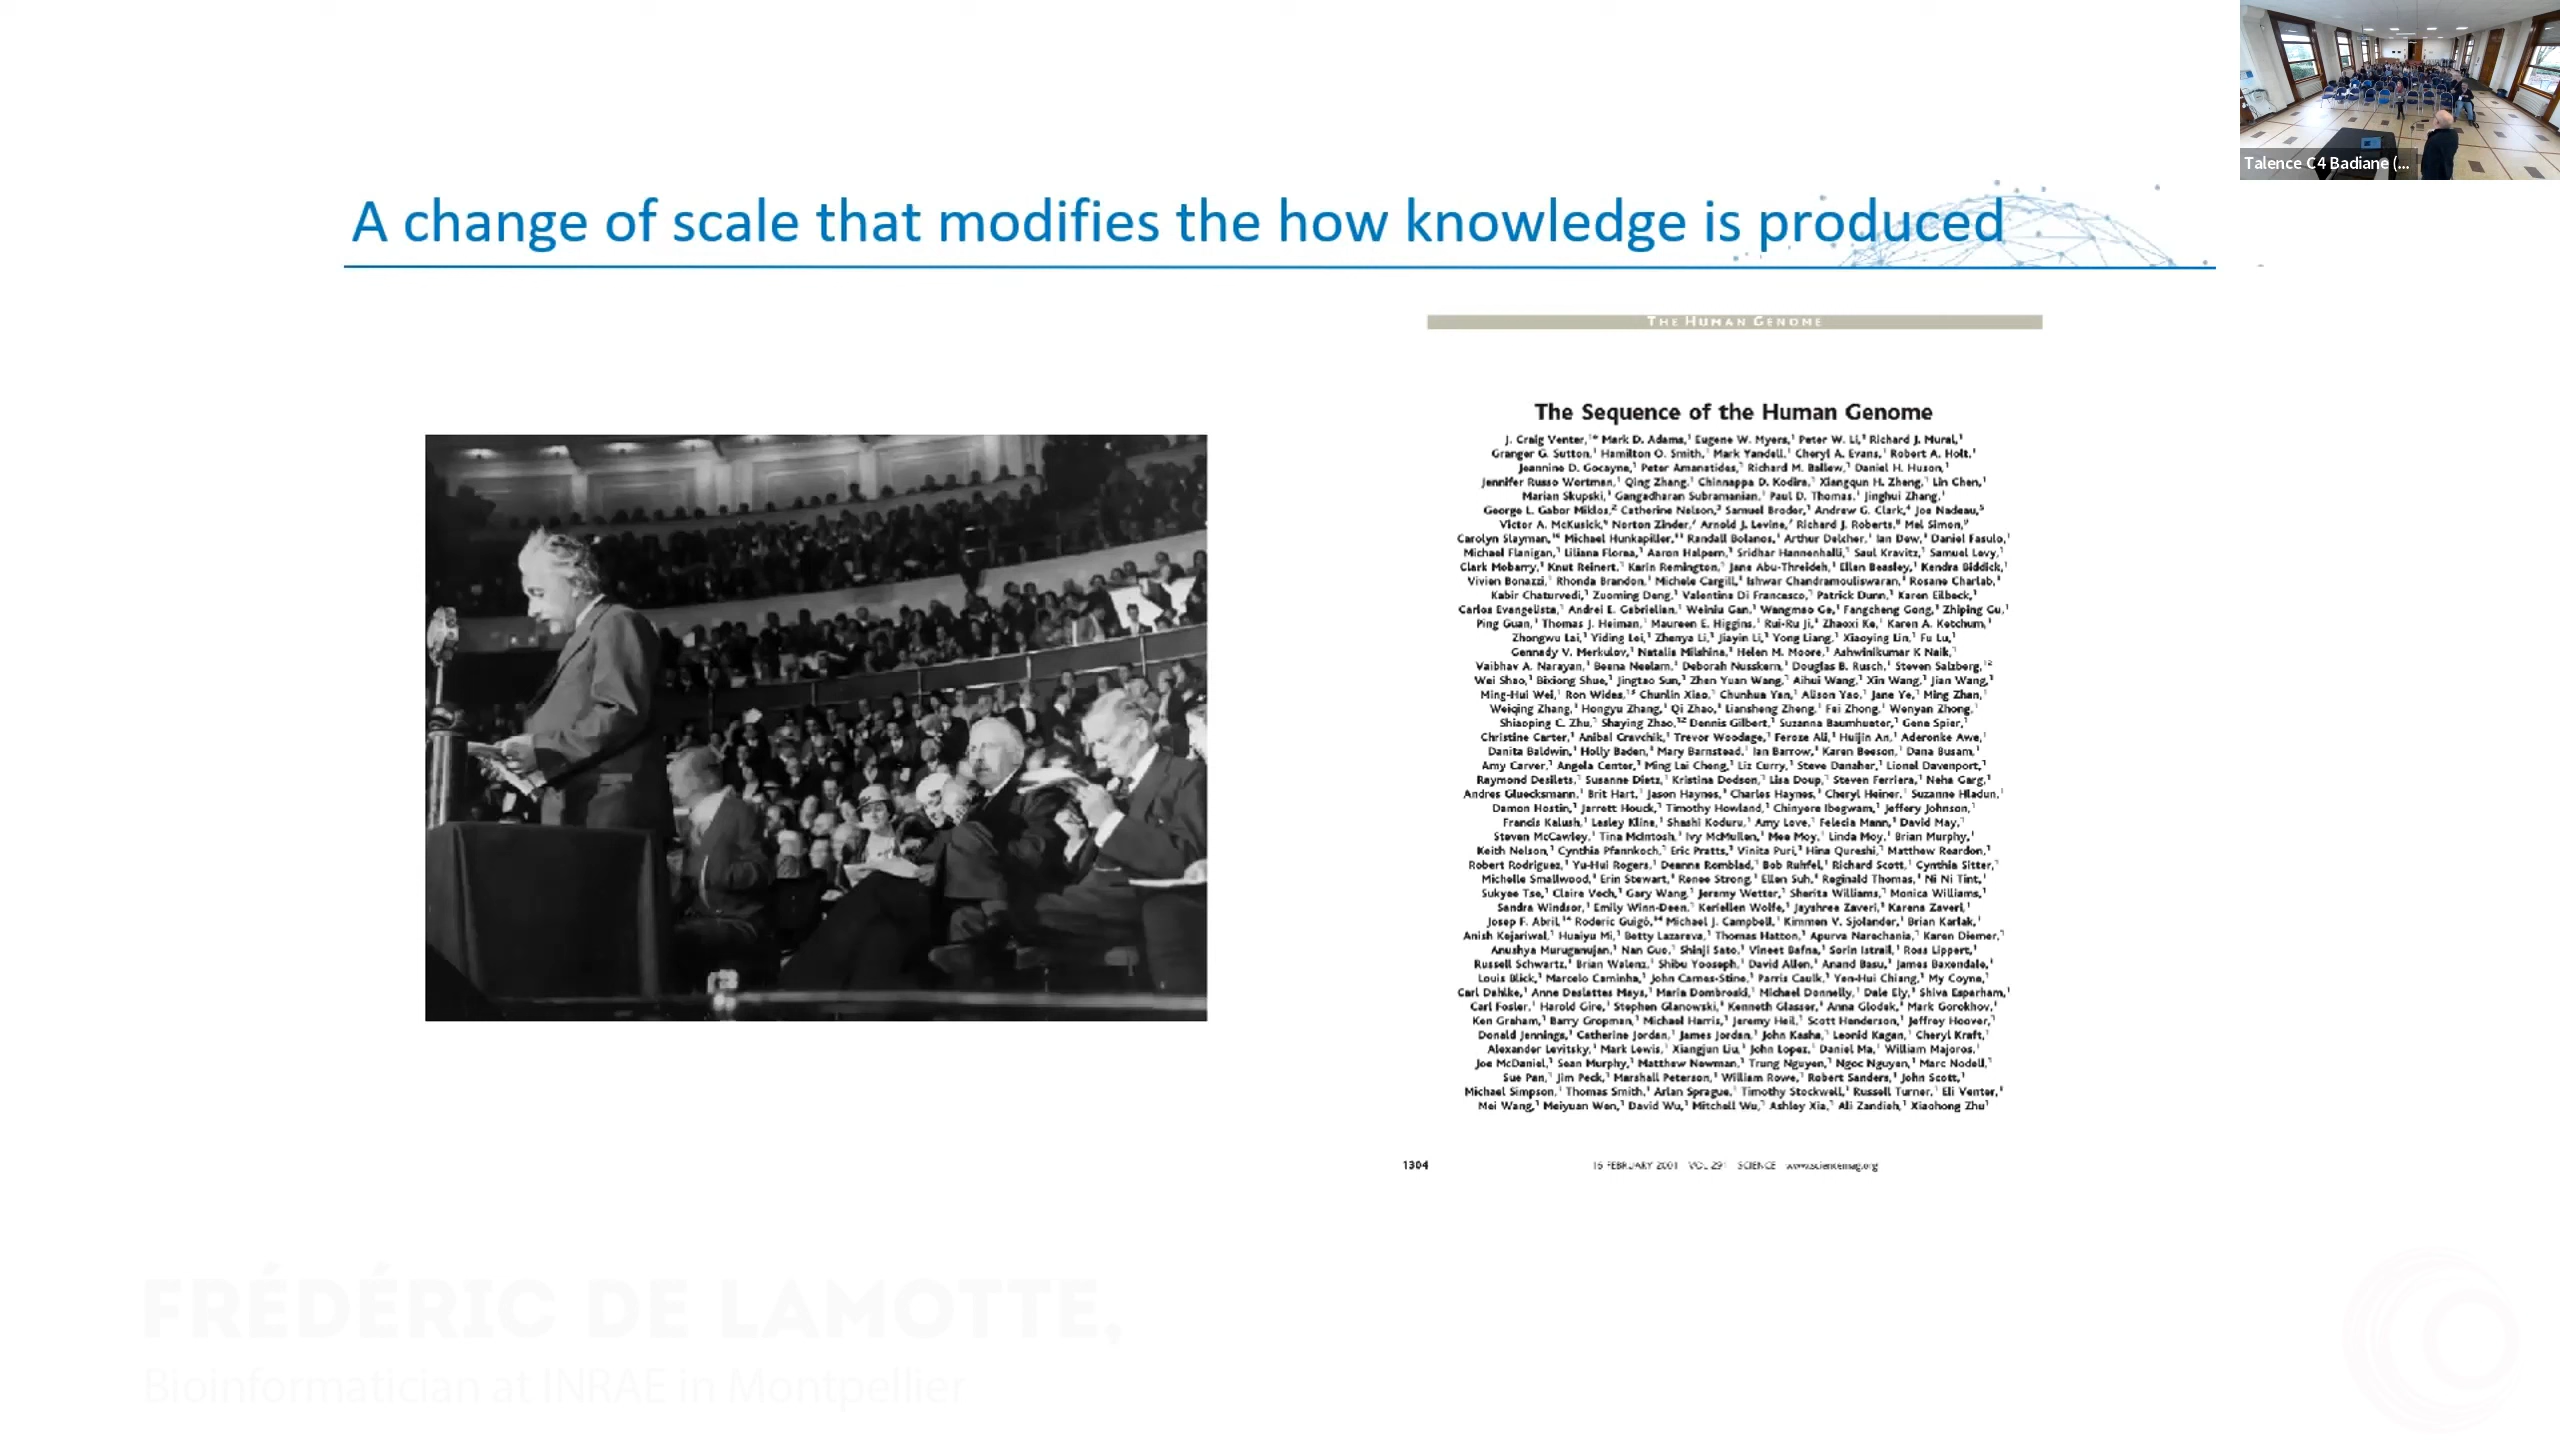 Talence C4 Badiane (...
A change of scale that modifies the how knowledge is produced
THE HUMAN GENOME
The Sequence of the Human Genome
J. Craig Venter,¹* Mark D. Adams,¹ Eugene W. Myers,¹ Peter W. Li,¹ Richard J. Mural,¹
Granger G. Sutton,¹ Hamilton O. Smith,¹ Mark Yandell,¹ Cheryl A. Evans,¹ Robert A. Holt,¹
Jeannine D. Gocayne,¹ Peter Amanatides,¹ Richard M. Ballew,¹ Daniel H. Huson,¹
Jennifer Russo Wortman,¹ Qing Zhang,¹ Chinnappa D. Kodira,¹ Xiangqun H. Zheng,¹ Lin Chen,¹
Marian Skupski,¹ Gangadharan Subramanian,¹ Paul D. Thomas,¹ Jinghui Zhang,¹
George L. Gabor Miklos,² Catherine Nelson,³ Samuel Broder,¹ Andrew G. Clark,⁴ Joe Nadeau,⁵
Victor A. McKusick,⁶ Norton Zinder,⁷ Arnold J. Levine,⁷ Richard J. Roberts,⁸ Mel Simon,⁹
Carolyn Slayman,¹⁰ Michael Hunkapiller,¹¹ Randall Bolanos,¹ Arthur Delcher,¹ Ian Dew,¹ Daniel Fasulo,¹
Michael Flanigan,¹ Liliana Florea,¹ Aaron Halpern,¹ Sridhar Hannenhalli,¹ Saul Kravitz,¹ Samuel Levy,¹
Clark Mobarry,¹ Knut Reinert,¹ Karin Remington,¹ Jane Abu-Threideh,¹ Ellen Beasley,¹ Kendra Biddick,¹
Vivien Bonazzi,¹ Rhonda Brandon,¹ Michele Cargill,¹ Ishwar Chandramouliswaran,¹ Rosane Charlab,¹
Kabir Chaturvedi,¹ Zuoming Deng,¹ Valentina Di Francesco,¹ Patrick Dunn,¹ Karen Eilbeck,¹
Carlos Evangelista,¹ Andrei E. Gabrielian,¹ Weiniu Gan,¹ Wangmao Ge,¹ Fangcheng Gong,¹ Zhiping Gu,¹
Ping Guan,¹ Thomas J. Heiman,¹ Maureen E. Higgins,¹ Rui-Ru Ji,¹ Zhaoxi Ke,¹ Karen A. Ketchum,¹
Zhongwu Lai,¹ Yiding Lei,¹ Zhenya Li,¹ Jiayin Li,¹ Yong Liang,¹ Xiaoying Lin,¹ Fu Lu,¹
Gennady V. Merkulov,¹ Natalia Milshina,¹ Helen M. Moore,¹ Ashwinikumar K Naik,¹
Vaibhav A. Narayan,¹ Beena Neelam,¹ Deborah Nusskern,¹ Douglas B. Rusch,¹ Steven Salzberg,¹²
Wei Shao,¹ Bixiong Shue,¹ Jingtao Sun,¹ Zhen Yuan Wang,¹ Aihui Wang,¹ Xin Wang,¹ Jian Wang,¹
Ming-Hui Wei,¹ Ron Wides,¹³ Chunlin Xiao,¹ Chunhua Yan,¹ Alison Yao,¹ Jane Ye,¹ Ming Zhan,¹
Weiqing Zhang,¹ Hongyu Zhang,¹ Qi Zhao,¹ Liansheng Zheng,¹ Fei Zhong,¹ Wenyan Zhong,¹
Shiaoping C. Zhu,¹ Shaying Zhao,¹² Dennis Gilbert,¹ Suzanna Baumhueter,¹ Gene Spier,¹
Christine Carter,¹ Anibal Cravchik,¹ Trevor Woodage,¹ Feroze Ali,¹ Huijin An,¹ Aderonke Awe,¹
Danita Baldwin,¹ Holly Baden,¹ Mary Barnstead,¹ Ian Barrow,¹ Karen Beeson,¹ Dana Busam,¹
Amy Carver,¹ Angela Center,¹ Ming Lai Cheng,¹ Liz Curry,¹ Steve Danaher,¹ Lionel Davenport,¹
Raymond Desilets,¹ Susanne Dietz,¹ Kristina Dodson,¹ Lisa Doup,¹ Steven Ferriera,¹ Neha Garg,¹
Andres Gluecksmann,¹ Brit Hart,¹ Jason Haynes,¹ Charles Haynes,¹ Cheryl Heiner,¹ Suzanne Hladun,¹
Damon Hostin,¹ Jarrett Houck,¹ Timothy Howland,¹ Chinyere Ibegwam,¹ Jeffery Johnson,¹
Francis Kalush,¹ Lesley Kline,¹ Shashi Koduru,¹ Amy Love,¹ Felecia Mann,¹ David May,¹
Steven McCawley,¹ Tina McIntosh,¹ Ivy McMullen,¹ Mee Moy,¹ Linda Moy,¹ Brian Murphy,¹
Keith Nelson,¹ Cynthia Pfannkoch,¹ Eric Pratts,¹ Vinita Puri,¹ Hina Qureshi,¹ Matthew Reardon,¹
Robert Rodriguez,¹ Yu-Hui Rogers,¹ Deanna Romblad,¹ Bob Ruhfel,¹ Richard Scott,¹ Cynthia Sitter,¹
Michelle Smallwood,¹ Erin Stewart,¹ Renee Strong,¹ Ellen Suh,¹ Reginald Thomas,¹ Ni Ni Tint,¹
Sukyee Tse,¹ Claire Vech,¹ Gary Wang,¹ Jeremy Wetter,¹ Sherita Williams,¹ Monica Williams,¹
Sandra Windsor,¹ Emily Winn-Deen,¹ Keriellen Wolfe,¹ Jayshree Zaveri,¹ Karena Zaveri,¹
Josep F. Abril,¹⁴ Roderic Guigó,¹⁴ Michael J. Campbell,¹ Kimmen V. Sjolander,¹ Brian Karlak,¹
Anish Kejariwal,¹ Huaiyu Mi,¹ Betty Lazareva,¹ Thomas Hatton,¹ Apurva Narechania,¹ Karen Diemer,¹
Anushya Muruganujan,¹ Nan Guo,¹ Shinji Sato,¹ Vineet Bafna,¹ Sorin Istrail,¹ Ross Lippert,¹
Russell Schwartz,¹ Brian Walenz,¹ Shibu Yooseph,¹ David Allen,¹ Anand Basu,¹ James Baxendale,¹
Louis Blick,¹ Marcelo Caminha,¹ John Carnes-Stine,¹ Parris Caulk,¹ Yen-Hui Chiang,¹ My Coyne,¹
Carl Dahlke,¹ Anne Deslattes Mays,¹ Maria Dombroski,¹ Michael Donnelly,¹ Dale Ely,¹ Shiva Esparham,¹
Carl Fosler,¹ Harold Gire,¹ Stephen Glanowski,¹ Kenneth Glasser,¹ Anna Glodek,¹ Mark Gorokhov,¹
Ken Graham,¹ Barry Gropman,¹ Michael Harris,¹ Jeremy Heil,¹ Scott Henderson,¹ Jeffrey Hoover,¹
Donald Jennings,¹ Catherine Jordan,¹ James Jordan,¹ John Kasha,¹ Leonid Kagan,¹ Cheryl Kraft,¹
Alexander Levitsky,¹ Mark Lewis,¹ Xiangjun Liu,¹ John Lopez,¹ Daniel Ma,¹ William Majoros,¹
Joe McDaniel,¹ Sean Murphy,¹ Matthew Newman,¹ Trung Nguyen,¹ Ngoc Nguyen,¹ Marc Nodell,¹
Sue Pan,¹ Jim Peck,¹ Marshall Peterson,¹ William Rowe,¹ Robert Sanders,¹ John Scott,¹
Michael Simpson,¹ Thomas Smith,¹ Arlan Sprague,¹ Timothy Stockwell,¹ Russell Turner,¹ Eli Venter,¹
Mei Wang,¹ Meiyuan Wen,¹ David Wu,¹ Mitchell Wu,¹ Ashley Xia,¹ Ali Zandieh,¹ Xiaohong Zhu¹
1304
16 FEBRUARY 2001 VOL 291 SCIENCE www.sciencemag.org
FRÉDÉRIC DE LAMOTTE,
Bioinformatician at INRAE in Montpellier